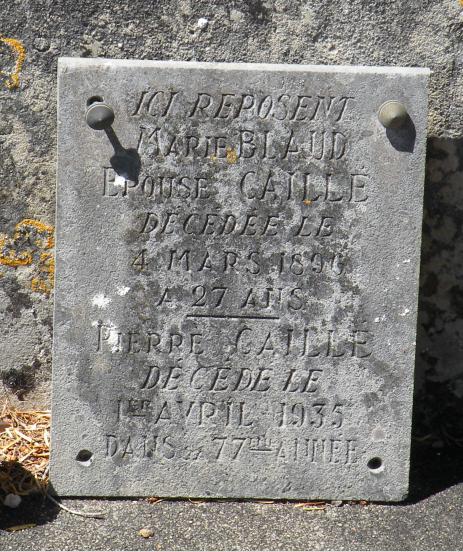 ICI REPOSENT
MARIE BLAUD
EPOUSE CAILLÉ
DÉCÉDÉE LE
4 MARS 1896
A 27 ANS
PIERRE CAILLÉ
DÉCÉDÉ LE
1ER AVRIL 1935
DANS SA 77ME ANNÉE